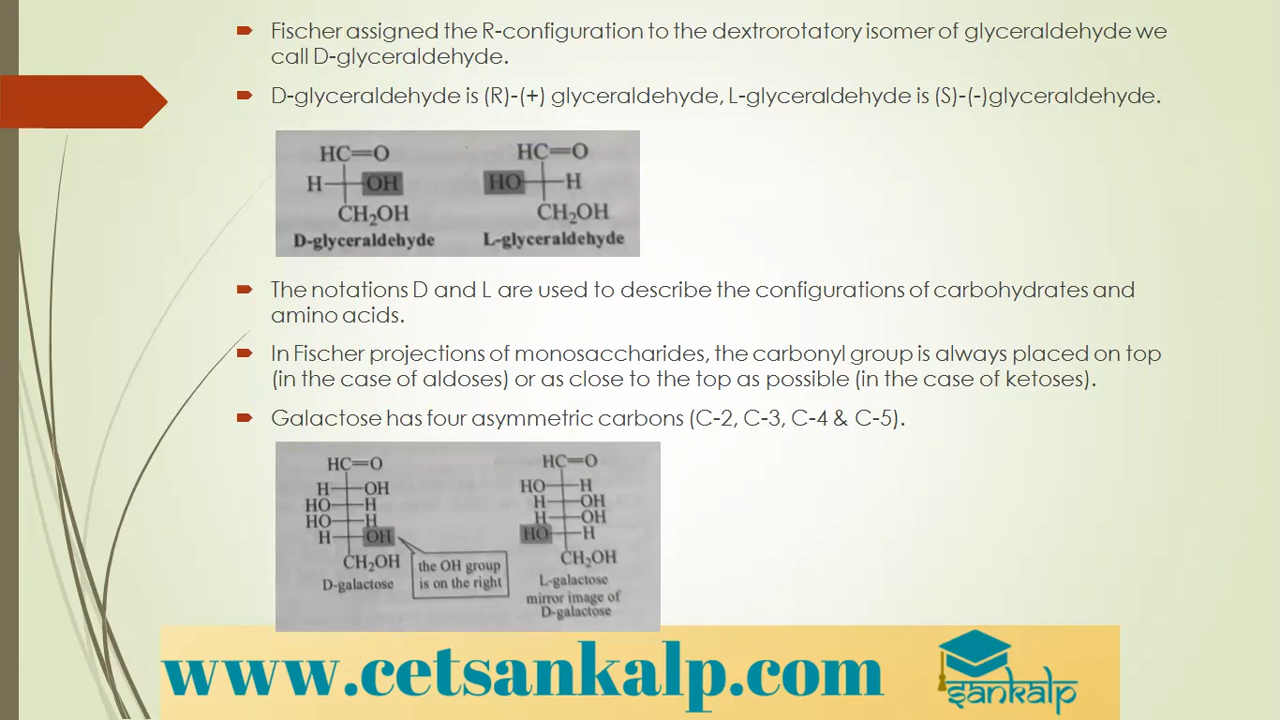 Fischer assigned the R-configuration to the dextrorotatory isomer of glyceraldehyde we
call D-glyceraldehyde.
D-glyceraldehyde is (R)-(+) glyceraldehyde, L-glyceraldehyde is (S)-(-)glyceraldehyde.
HC=O HC=O
H OH HO H
CH₂OH CH₂OH
D-glyceraldehyde L-glyceraldehyde
The notations D and L are used to describe the configurations of carbohydrates and
amino acids.
In Fischer projections of monosaccharides, the carbonyl group is always placed on top
(in the case of aldoses) or as close to the top as possible (in the case of ketoses).
Galactose has four asymmetric carbons (C-2, C-3, C-4 & C-5).
HC=O HC=O
H OH HO H
HO H H OH
HO H H OH
H OH HO H
CH₂OH CH₂OH
the OH group
is on the right
D-galactose L-galactose
mirror image of
D-galactose
www.cetsankalp.com
sankalp